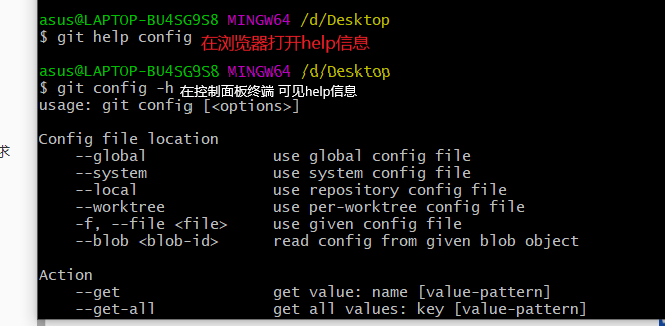 asus@LAPTOP-BU4SG9S8 MINGW64 /d/Desktop
$ git help config 在浏览器打开help信息
asus@LAPTOP-BU4SG9S8 MINGW64 /d/Desktop
$ git config -h 在控制面板终端 可见help信息
usage: git config [<options>]
求
Config file location
--global use global config file
--system use system config file
--local use repository config file
--worktree use per-worktree config file
-f, --file <file> use given config file
--blob <blob-id> read config from given blob object
Action
--get get value: name [value-pattern]
--get-all get all values: key [value-pattern]